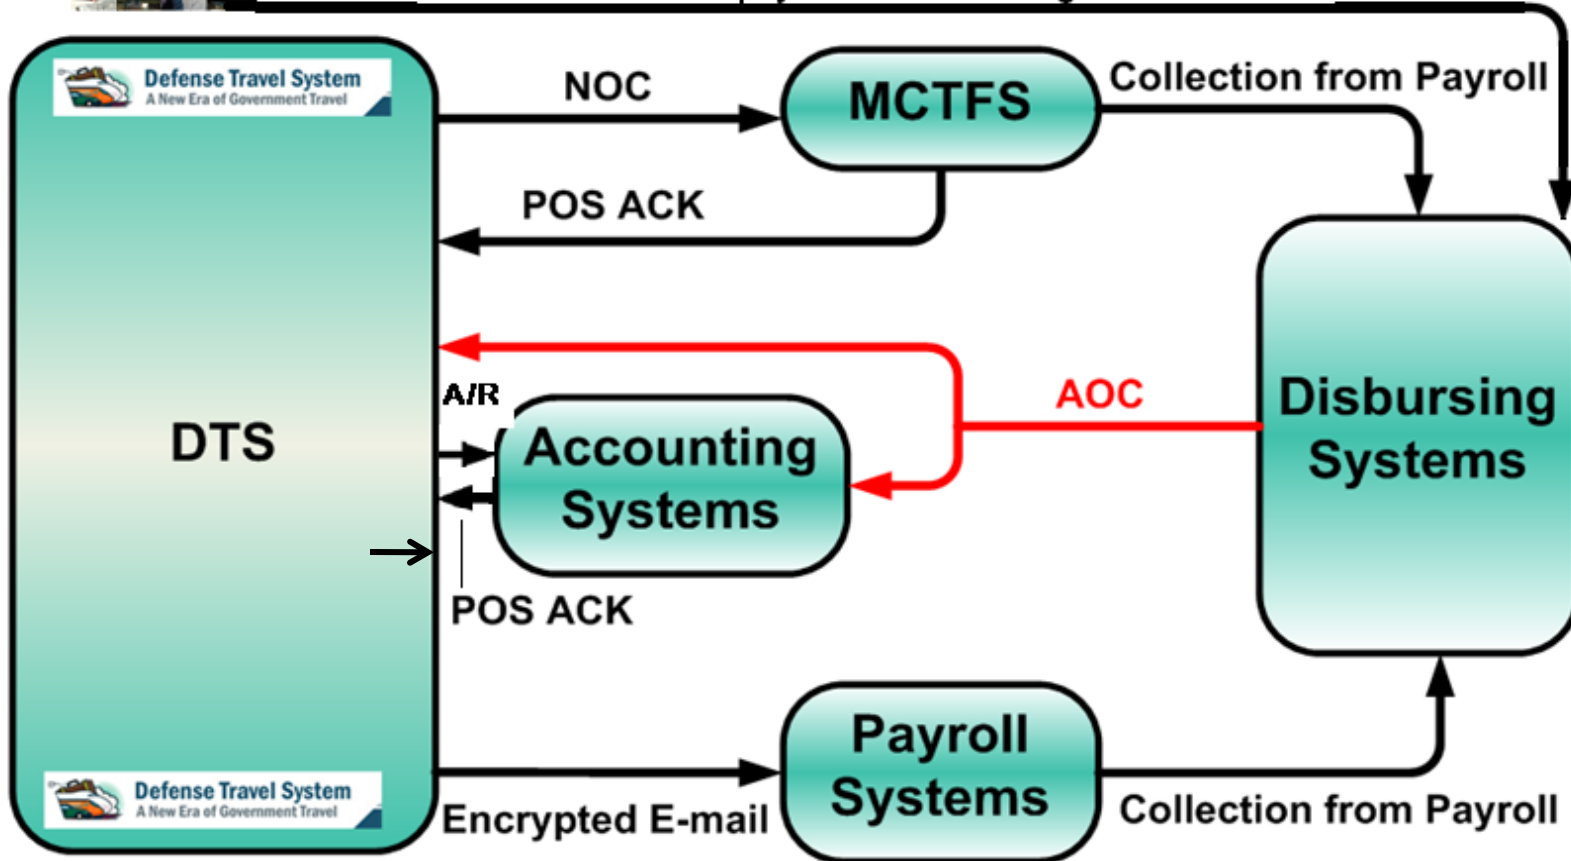 Defense Travel System
A New Era of Government Travel
NOC
MCTFS
Collection from Payroll
POS ACK
A/R
AOC
DTS
Accounting
Systems
Disbursing
Systems
POS ACK
Payroll
Systems
Defense Travel System
A New Era of Government Travel
Encrypted E-mail
Collection from Payroll